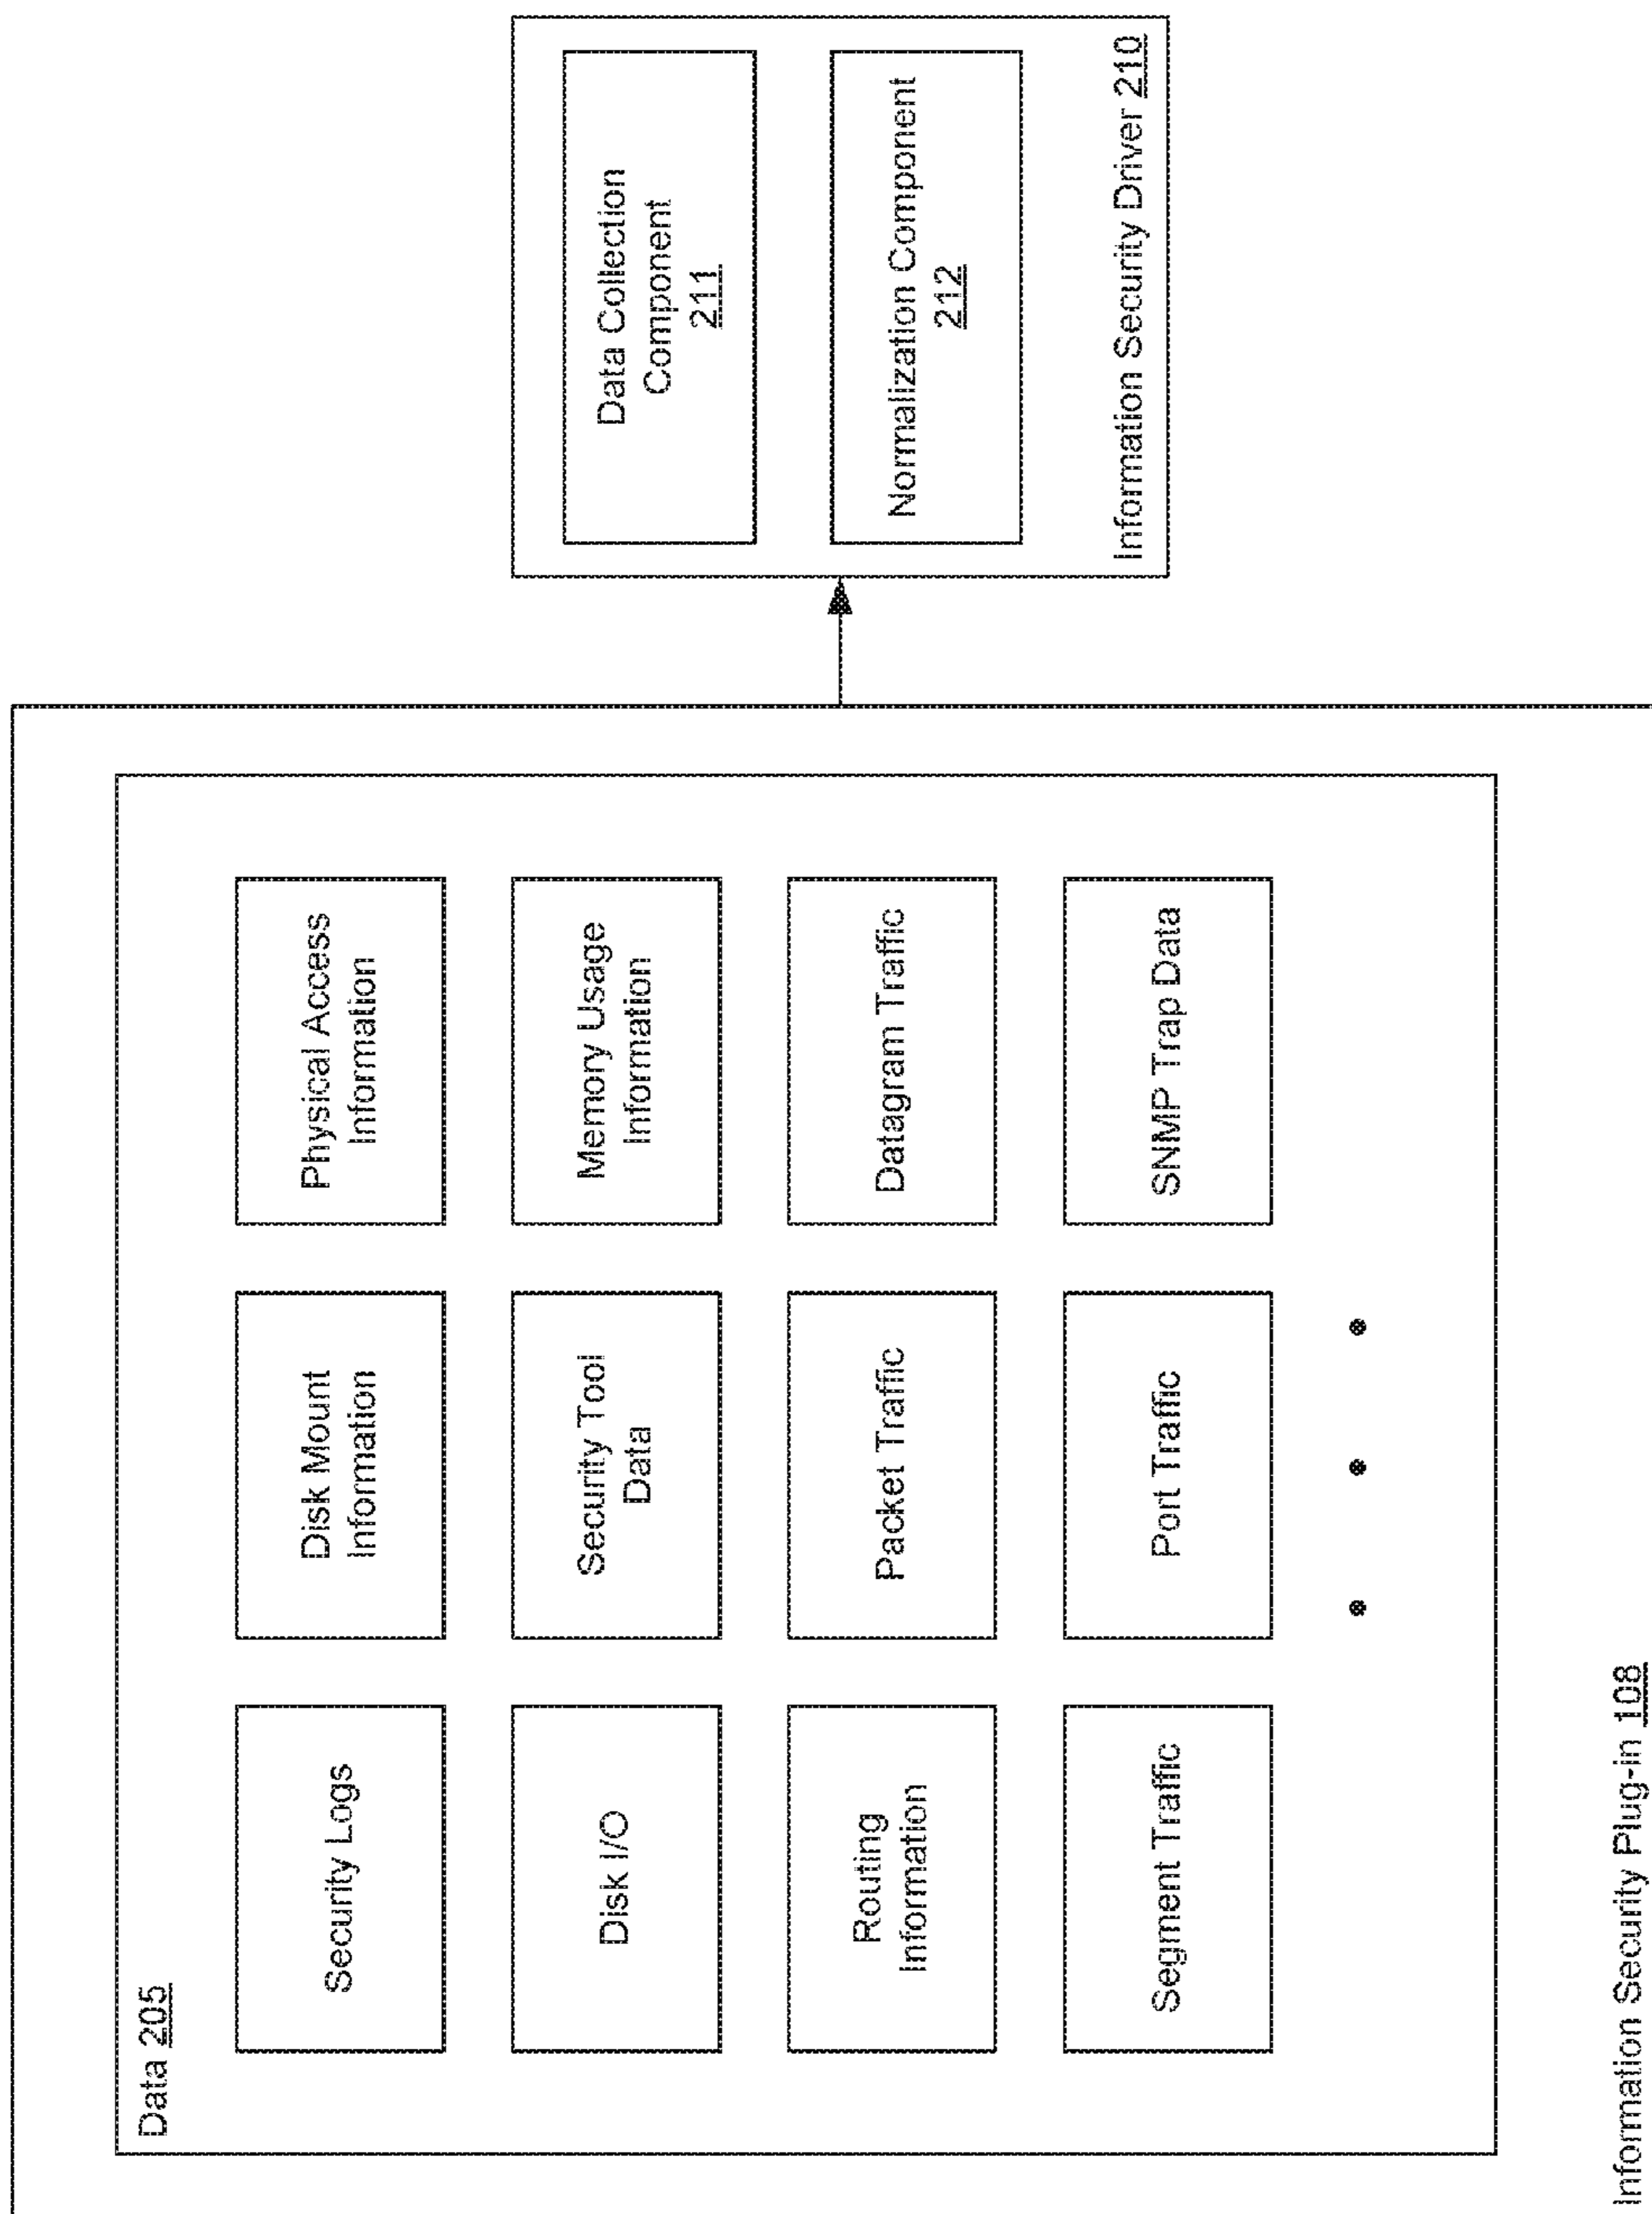 Data 205
Security Logs
Disk Mount
Information
Physical Access
Information
Disk I/O
Security Tool
Data
Memory Usage
Information
Routing
Information
Packet Traffic
Datagram Traffic
Segment Traffic
Port Traffic
SNMP Trap Data
Information Security Plug-in 108
Data Collection
Component
211
Normalization Component
212
Information Security Driver 210